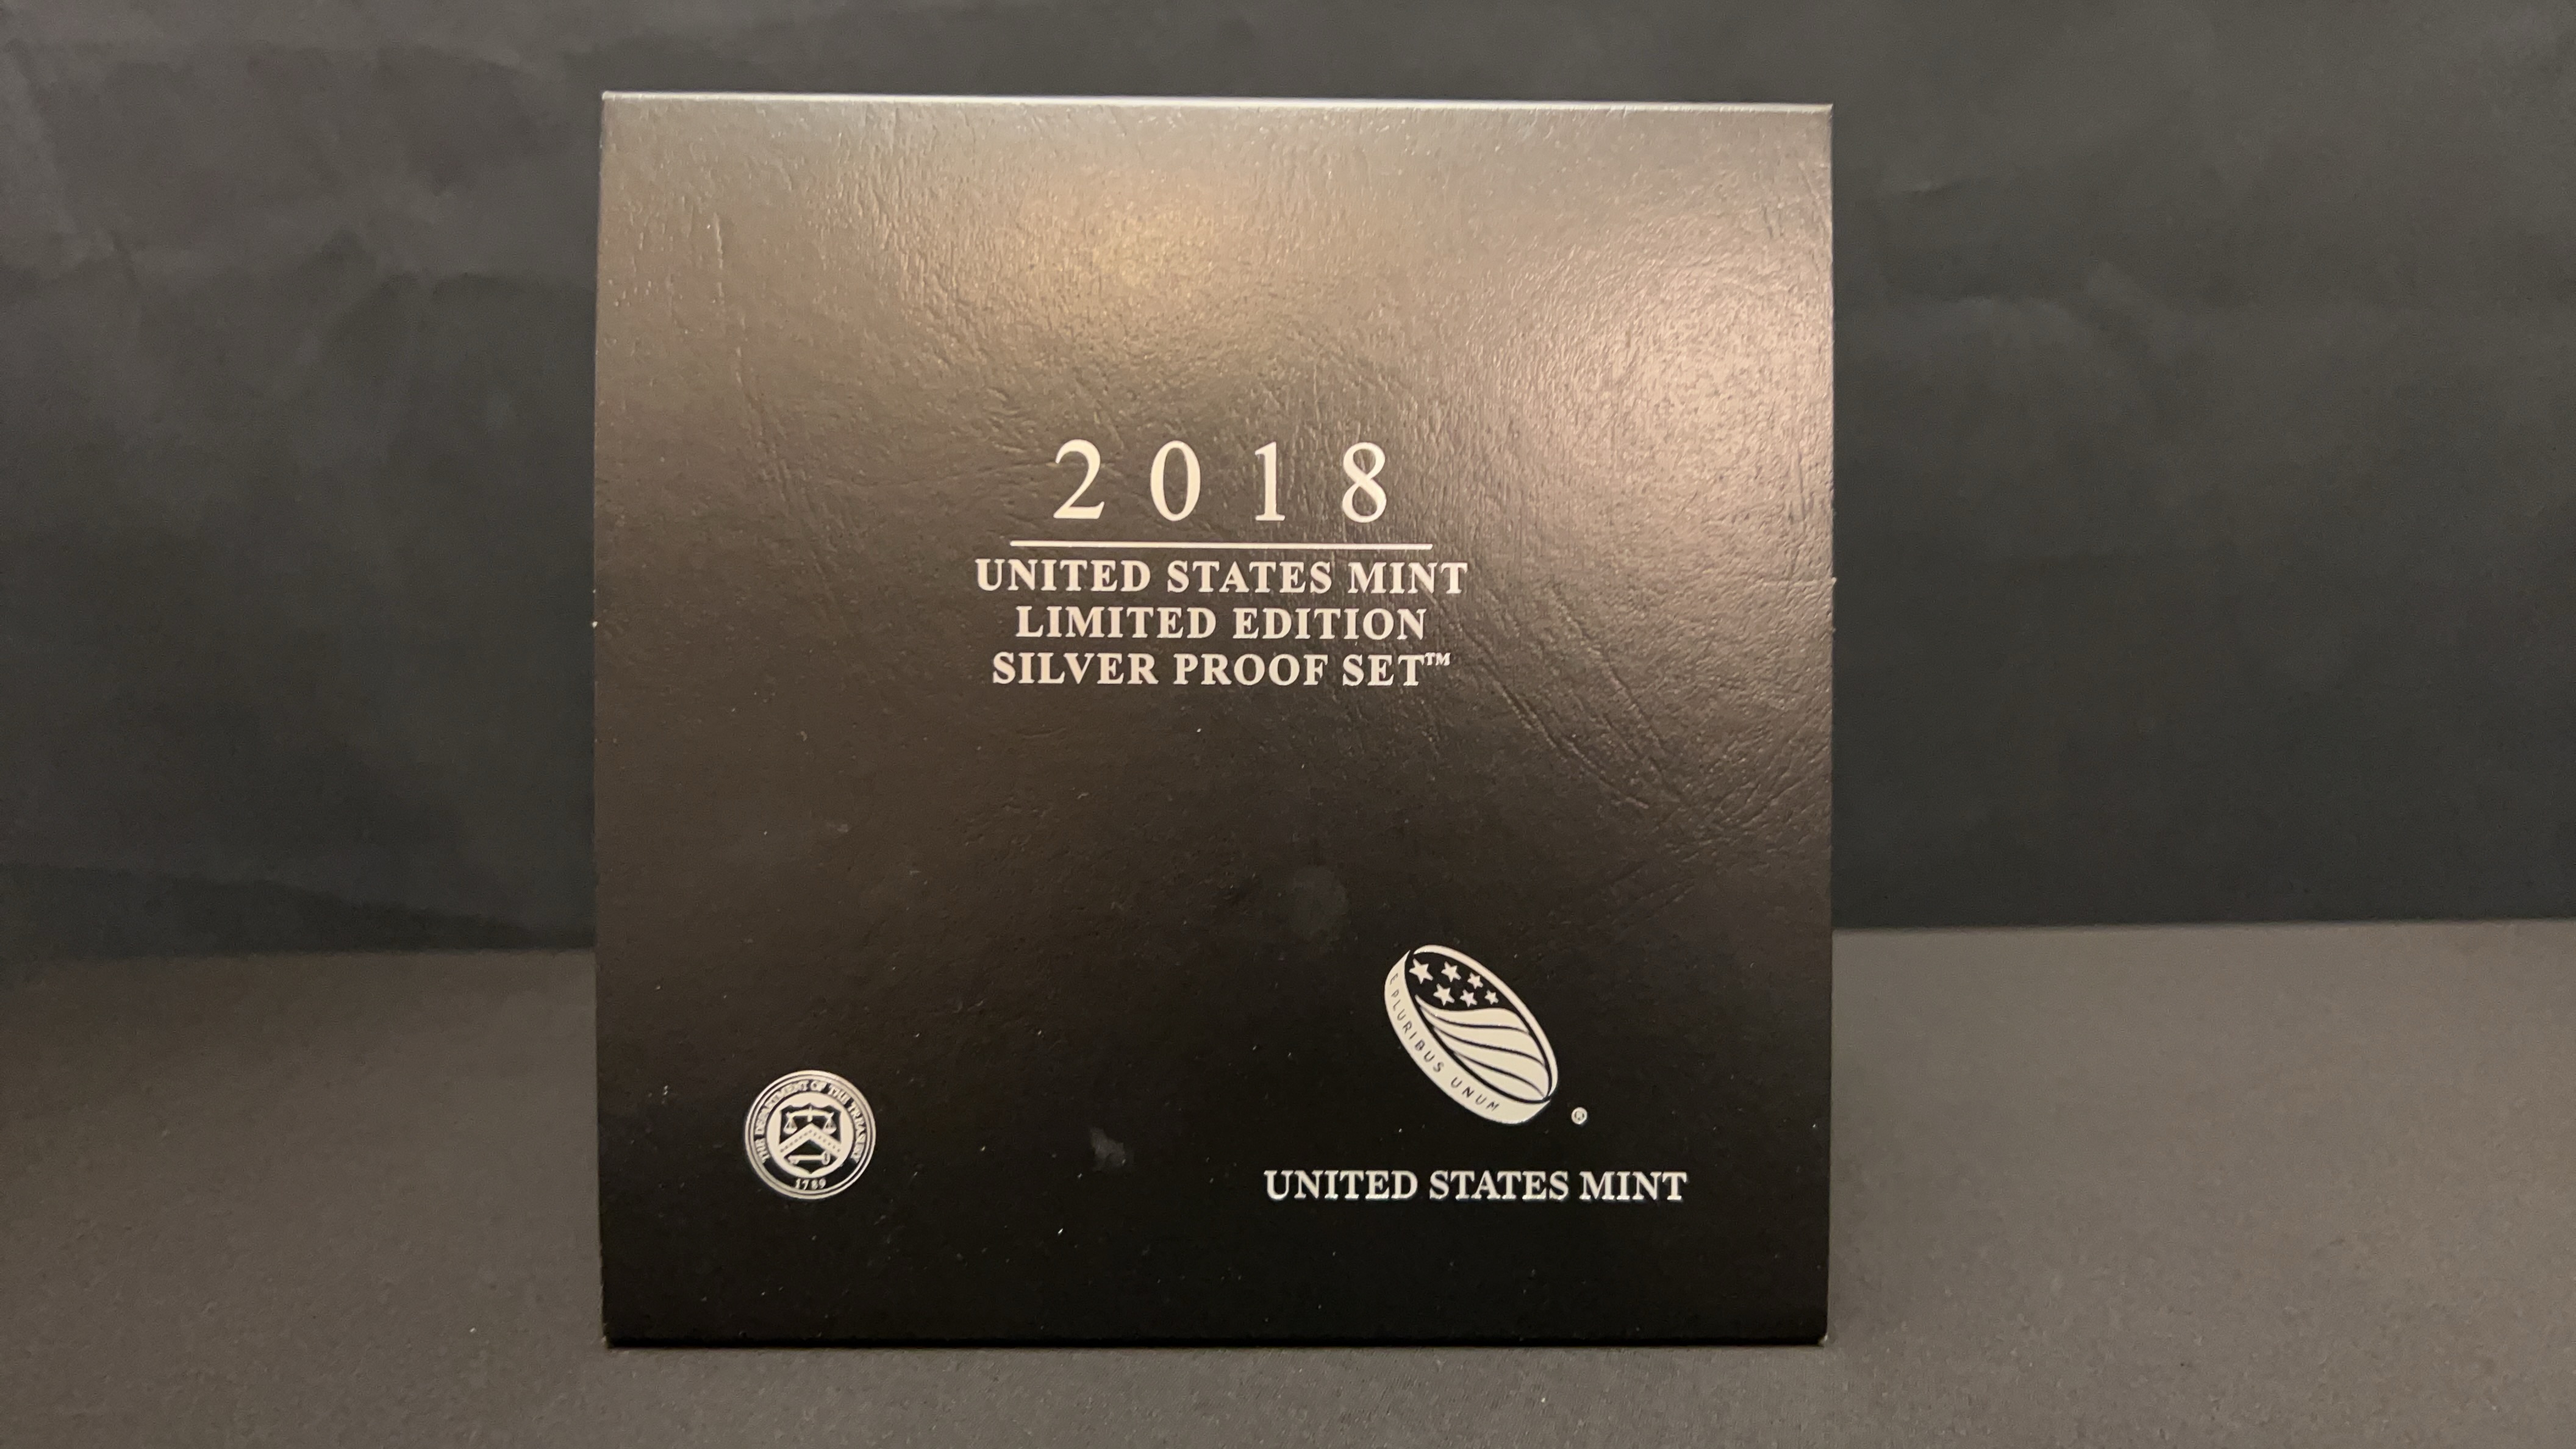 2018
UNITED STATES MINT
LIMITED EDITION
SILVER PROOF SET™
E PLURIBUS UNUM
®
THE DEPARTMENT OF THE TREASURY
1789
UNITED STATES MINT